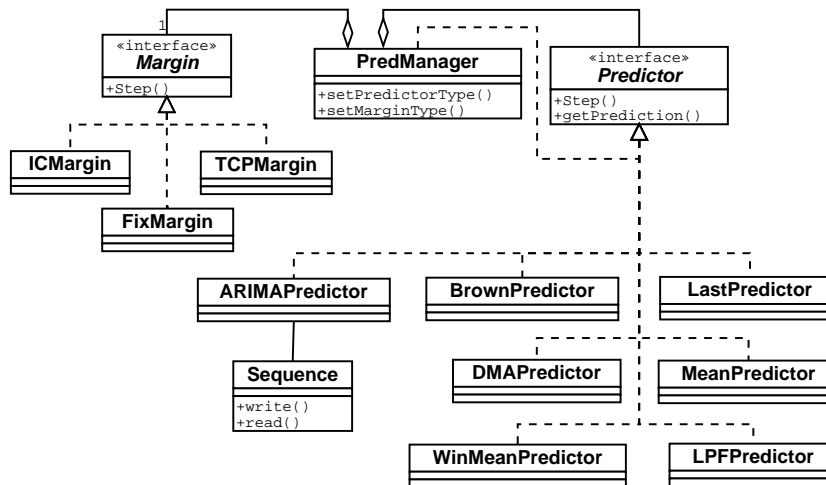 1
«interface»
Margin
+Step()
PredManager
+setPredictorType()
+setMarginType()
«interface»
Predictor
+Step()
+getPrediction()
ICMargin
TCPMargin
FixMargin
ARIMAPredictor
BrownPredictor
LastPredictor
Sequence
+write()
+read()
DMAPredictor
MeanPredictor
WinMeanPredictor
LPFPredictor